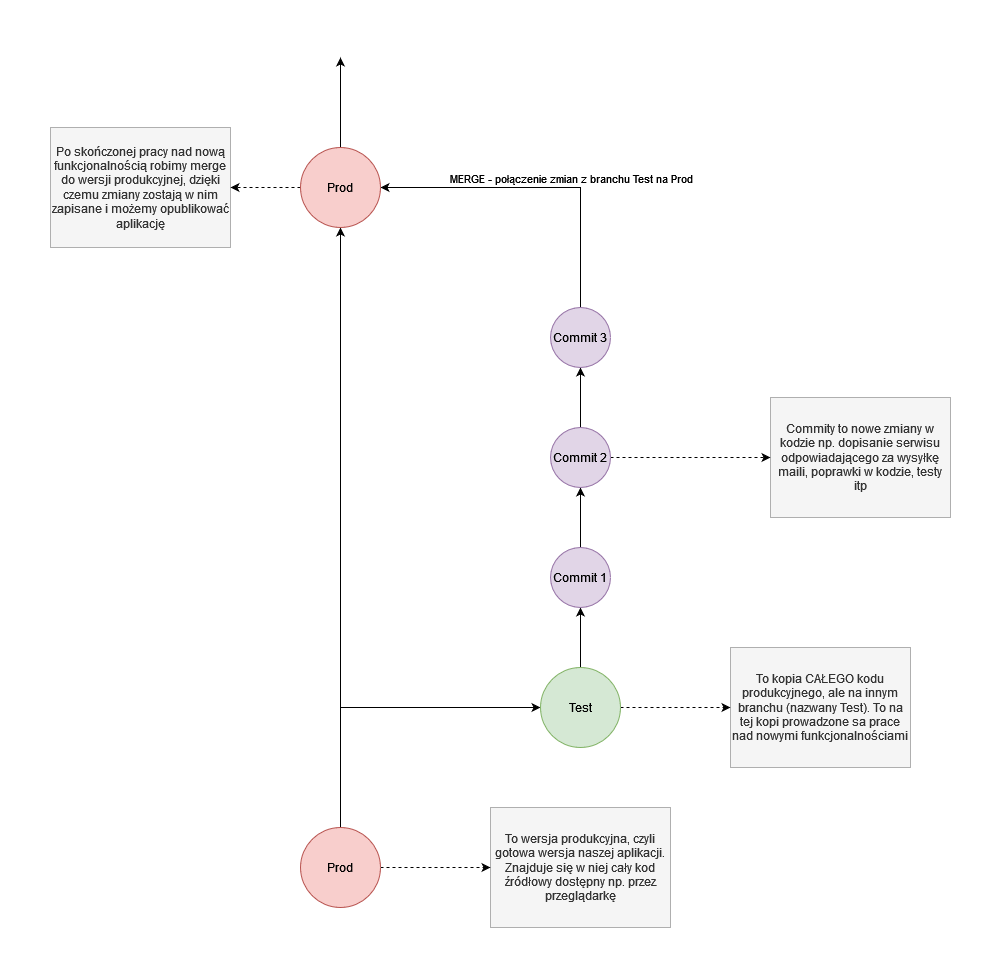 Po skończonej pracy nad nową
funkcjonalnością robimy merge
do wersji produkcyjnej, dzięki
czemu zmiany zostają w nim
zapisane i możemy opublikować
aplikację
Prod
MERGE - połączenie zmian z branchu Test na Prod
Commit 3
Commit 2
Commity to nowe zmiany w
kodzie np. dopisanie serwisu
odpowiadającego za wysyłkę
maili, poprawki w kodzie, testy
itp
Commit 1
Test
To kopia CAŁEGO kodu
produkcyjnego, ale na innym
branchu (nazwany Test). To na
tej kopi prowadzone sa prace
nad nowymi funkcjonalnościami
Prod
To wersja produkcyjna, czyli
gotowa wersja naszej aplikacji.
Znajduje się w niej cały kod
źródłowy dostępny np. przez
przeglądarkę